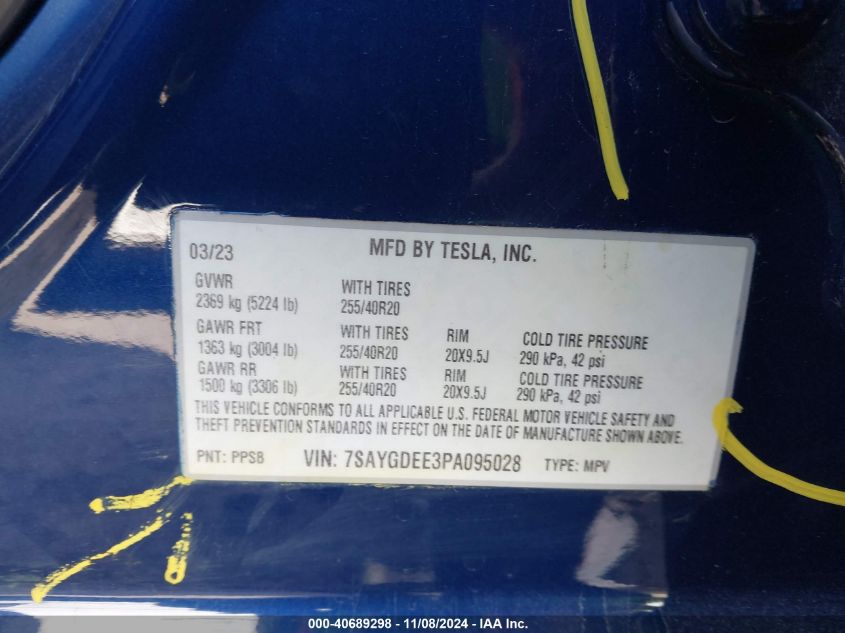 03/23 MFD BY TESLA, INC.
GVWR WITH TIRES
2369 kg (5224 lb) 255/40R20
GAWR FRT WITH TIRES RIM COLD TIRE PRESSURE
1363 kg (3004 lb) 255/40R20 20X9.5J 290 kPa, 42 psi
GAWR RR WITH TIRES RIM COLD TIRE PRESSURE
1500 kg (3306 lb) 255/40R20 20X9.5J 290 kPa, 42 psi
THIS VEHICLE CONFORMS TO ALL APPLICABLE U.S. FEDERAL MOTOR VEHICLE SAFETY AND
THEFT PREVENTION STANDARDS IN EFFECT ON THE DATE OF MANUFACTURE SHOWN ABOVE.
PNT: PPSB VIN: 7SAYGDEE3PA095028 TYPE: MPV
000-40689298 - 11/08/2024 - IAA Inc.